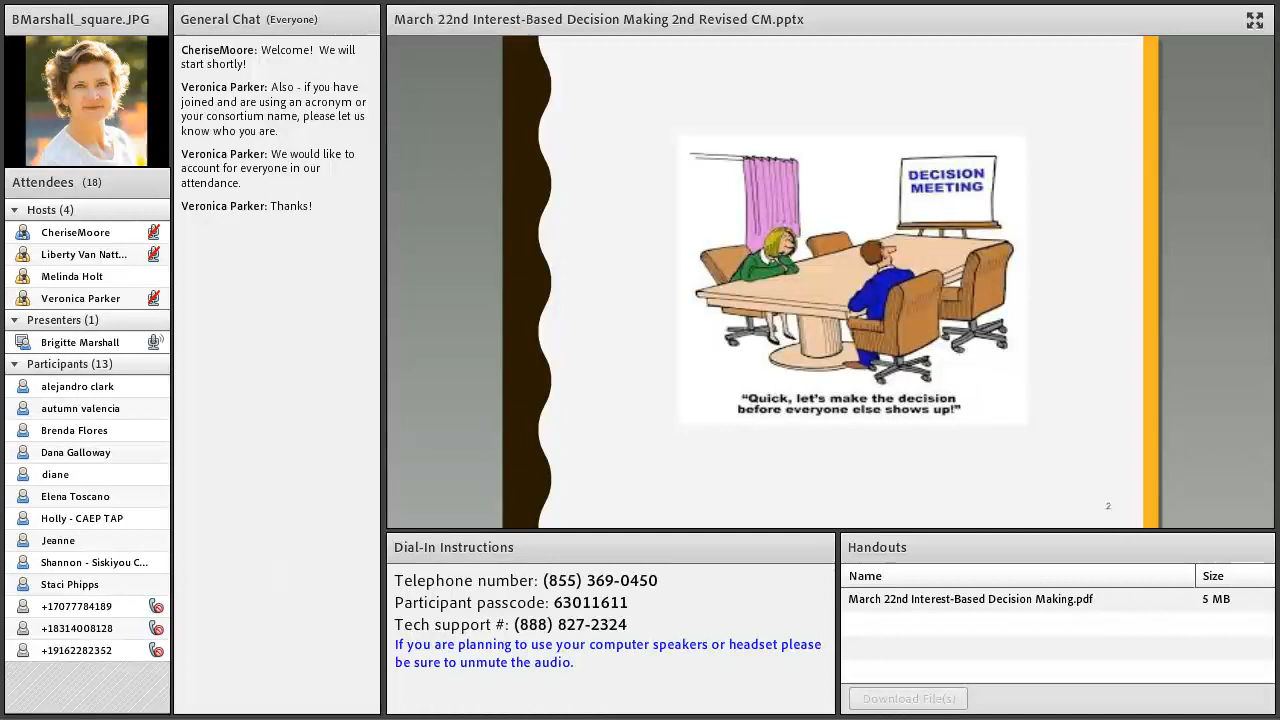 BMarshall_square.JPG
Attendees (18)
Hosts (4)
CheriseMoore
Liberty Van Natt...
Melinda Holt
Veronica Parker
Presenters (1)
Brigitte Marshall
Participants (13)
alejandro clark
autumn valencia
Brenda Flores
Dana Galloway
diane
Elena Toscano
Holly - CAEP TAP
Jeanne
Shannon - Siskiyou C...
Staci Phipps
+17077784189
+18314008128
+19162282352
General Chat (Everyone)
CheriseMoore: Welcome! We will
start shortly!
Veronica Parker: Also - if you have
joined and are using an acronym or
your consortium name, please let us
know who you are.
Veronica Parker: We would like to
account for everyone in our
attendance.
Veronica Parker: Thanks!
March 22nd Interest-Based Decision Making 2nd Revised CM.pptx
DECISION
MEETING
“Quick, let’s make the decision
before everyone else shows up!”
2
Dial-In Instructions
Telephone number: (855) 369-0450
Participant passcode: 63011611
Tech support #: (888) 827-2324
If you are planning to use your computer speakers or headset please
be sure to unmute the audio.
Handouts
Name Size
March 22nd Interest-Based Decision Making.pdf 5 MB
Download File(s)